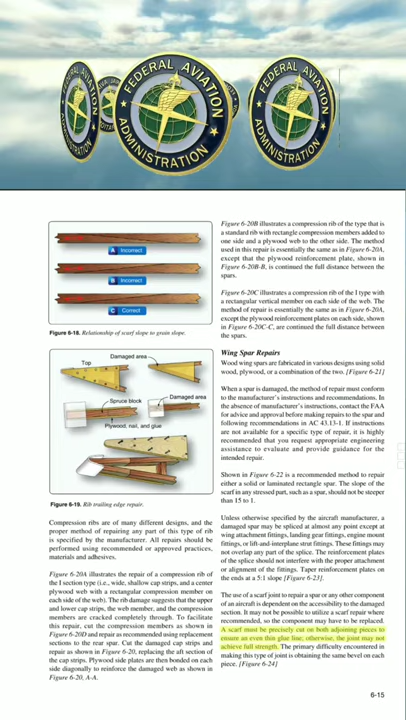 FEDERAL AVIATION
ADMINISTRATION
FEDERAL AVIATION
ADMINISTRATION
FEDERAL AVIATION
ADMINISTRATION
A Incorrect
B Incorrect
C Correct
Figure 6-18. Relationship of scarf slope to grain slope.
Top
Damaged area
Spruce block
Damaged area
Plywood, nail, and glue
Figure 6-19. Rib trailing edge repair.
Compression ribs are of many different designs, and the
proper method of repairing any part of this type of rib
is specified by the manufacturer. All repairs should be
performed using recommended or approved practices,
materials and adhesives.
Figure 6-20A illustrates the repair of a compression rib of
the I section type (i.e., wide, shallow cap strips, and a center
plywood web with a rectangular compression member on
each side of the web). The rib damage suggests that the upper
and lower cap strips, the web member, and the compression
members are cracked completely through. To facilitate
this repair, cut the compression members as shown in
Figure 6-20D and repair as recommended using replacement
sections to the rear spar. Cut the damaged cap strips and
repair as shown in Figure 6-20, replacing the aft section of
the cap strips. Plywood side plates are then bonded on each
side diagonally to reinforce the damaged web as shown in
Figure 6-20, A-A.
Figure 6-20B illustrates a compression rib of the type that is
a standard rib with rectangle compression members added to
one side and a plywood web to the other side. The method
used in this repair is essentially the same as in Figure 6-20A,
except that the plywood reinforcement plate, shown in
Figure 6-20B-B, is continued the full distance between the
spars.
Figure 6-20C illustrates a compression rib of the I type with
a rectangular vertical member on each side of the web. The
method of repair is essentially the same as in Figure 6-20A,
except the plywood reinforcement plates on each side, shown
in Figure 6-20C-C, are continued the full distance between
the spars.
Wing Spar Repairs
Wood wing spars are fabricated in various designs using solid
wood, plywood, or a combination of the two. [Figure 6-21]
When a spar is damaged, the method of repair must conform
to the manufacturer's instructions and recommendations. In
the absence of manufacturer's instructions, contact the FAA
for advice and approval before making repairs to the spar and
following recommendations in AC 43.13-1. If instructions
are not available for a specific type of repair, it is highly
recommended that you request appropriate engineering
assistance to evaluate and provide guidance for the
intended repair.
Shown in Figure 6-22 is a recommended method to repair
either a solid or laminated rectangle spar. The slope of the
scarf in any stressed part, such as a spar, should not be steeper
than 15 to 1.
Unless otherwise specified by the aircraft manufacturer, a
damaged spar may be spliced at almost any point except at
wing attachment fittings, landing gear fittings, engine mount
fittings, or lift-and-interplane strut fittings. These fittings may
not overlap any part of the splice. The reinforcement plates
of the splice should not interfere with the proper attachment
or alignment of the fittings. Taper reinforcement plates on
the ends at a 5:1 slope [Figure 6-23].
The use of a scarf joint to repair a spar or any other component
of an aircraft is dependent on the accessibility to the damaged
section. It may not be possible to utilize a scarf repair where
recommended, so the component may have to be replaced.
A scarf must be precisely cut on both adjoining pieces to
ensure an even thin glue line; otherwise, the joint may not
achieve full strength. The primary difficulty encountered in
making this type of joint is obtaining the same bevel on each
piece. [Figure 6-24]
6-15